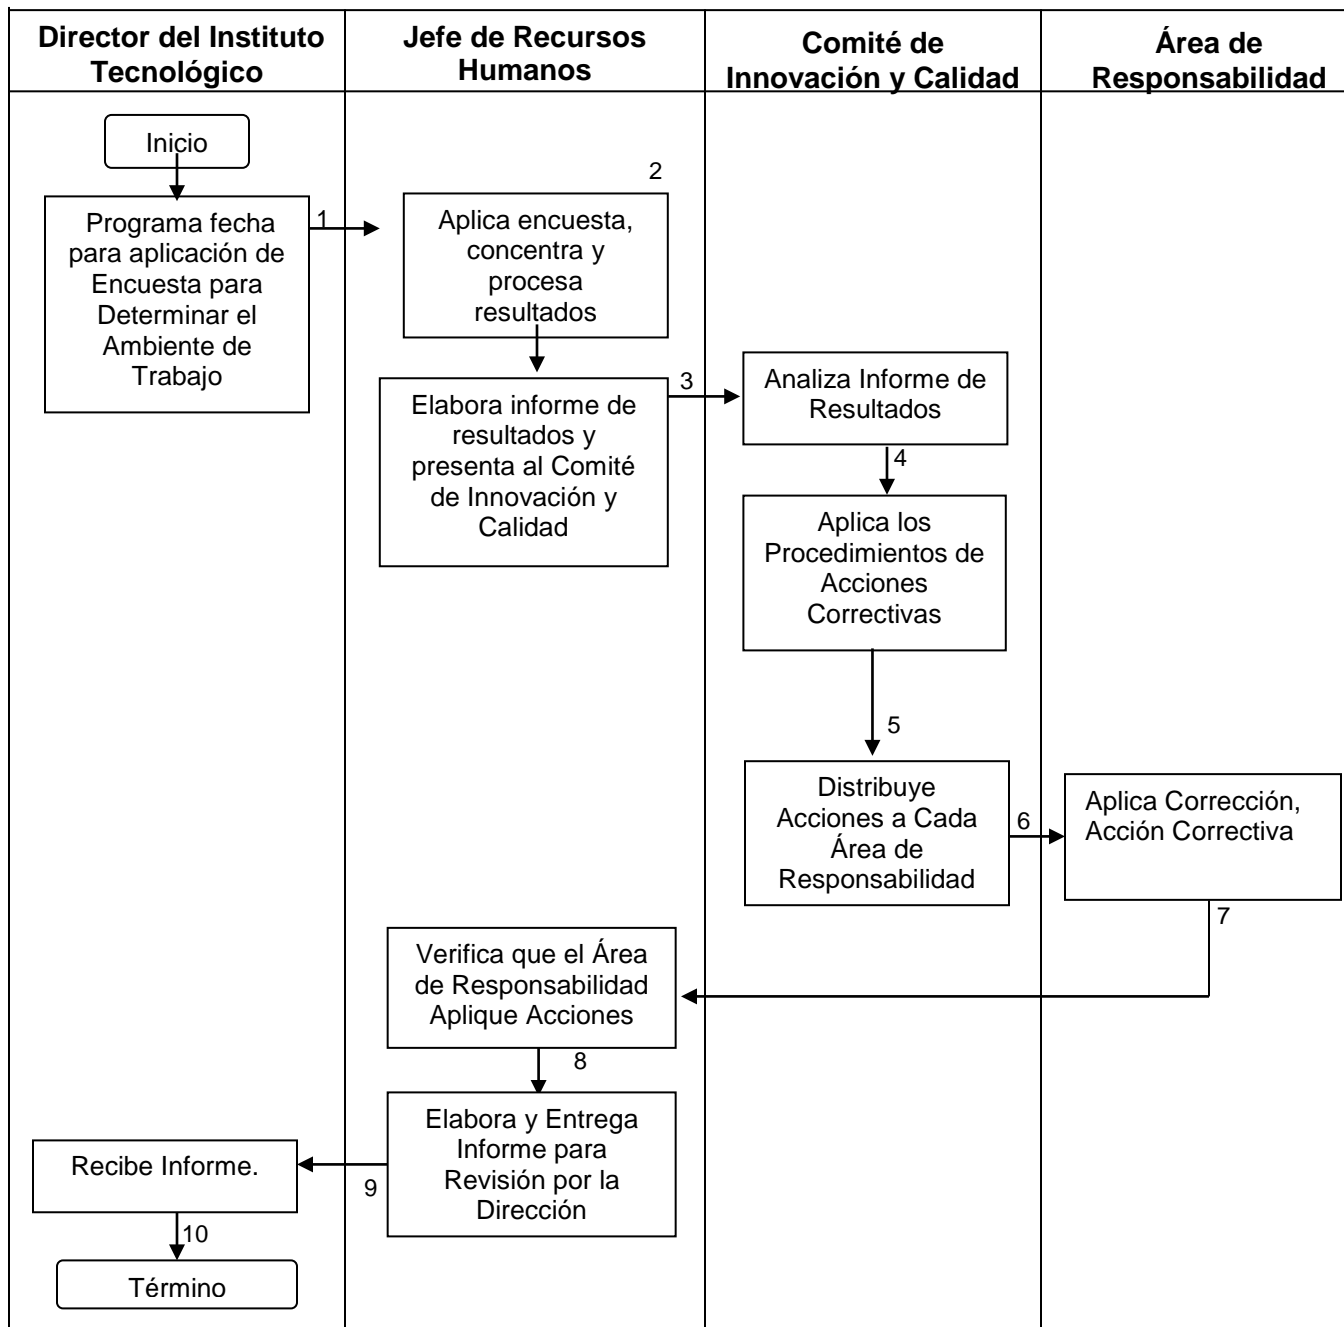 Director del Instituto
Tecnológico
Jefe de Recursos
Humanos
Comité de
Innovación y Calidad
Área de
Responsabilidad
Inicio
Programa fecha
para aplicación de
Encuesta para
Determinar el
Ambiente de
Trabajo
1
2
Aplica encuesta,
concentra y
procesa
resultados
Elabora informe de
resultados y
presenta al Comité
de Innovación y
Calidad
3
Analiza Informe de
Resultados
4
Aplica los
Procedimientos de
Acciones
Correctivas
5
Distribuye
Acciones a Cada
Área de
Responsabilidad
6
Aplica Corrección,
Acción Correctiva
7
Verifica que el Área
de Responsabilidad
Aplique Acciones
8
Elabora y Entrega
Informe para
Revisión por la
Dirección
9
Recibe Informe.
10
Término